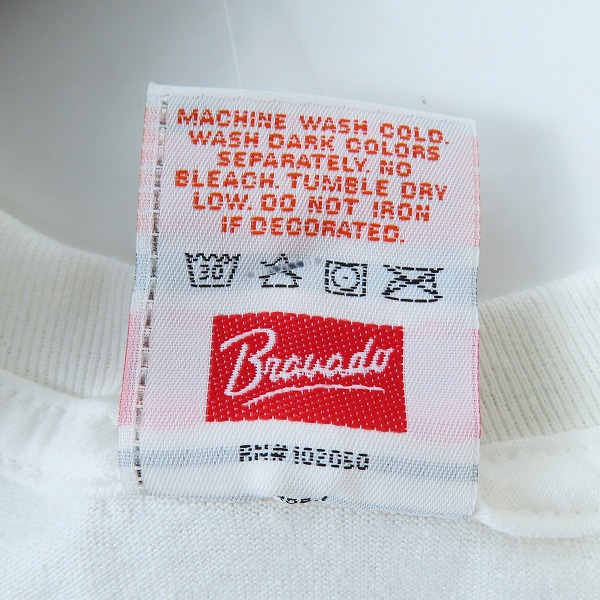 MACHINE WASH COLD.
WASH DARK COLORS
SEPARATELY. NO
BLEACH. TUMBLE DRY
LOW. DO NOT IRON
IF DECORATED.
30
Bravado
RN#102050